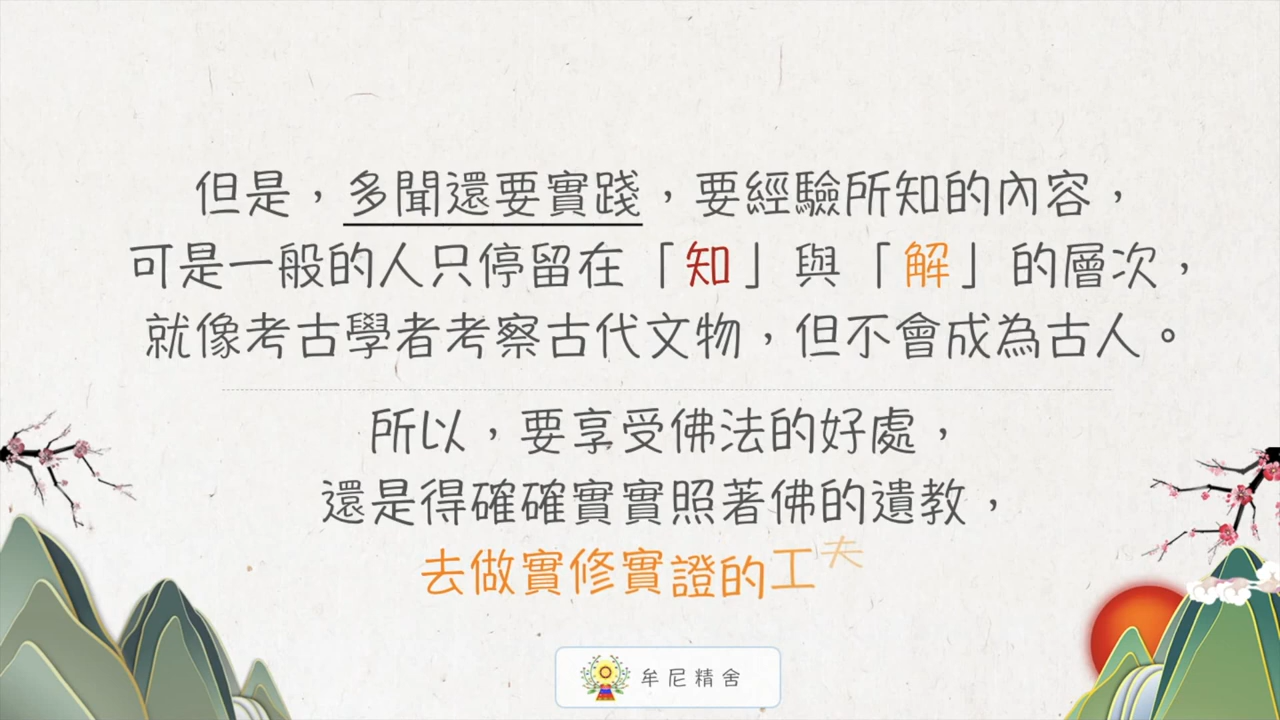 但是，多聞還要實踐，要經驗所知的內容，
可是一般的人只停留在「知」與「解」的層次，
就像考古學者考察古代文物，但不會成為古人。
所以，要享受佛法的好處，
還是得確確實實照著佛的遺教，
去做實修實證的工夫
牟尼精舍